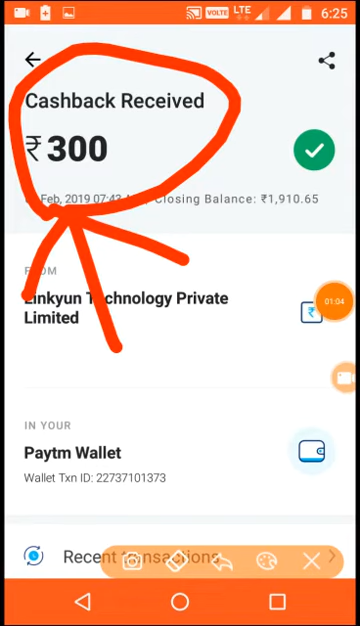 VOLTE LTE 6:25
Cashback Received
₹300
Feb, 2019 07:43 Closing Balance: ₹1,910.65
FROM
Linkyun Technology Private
Limited
01:04
IN YOUR
Paytm Wallet
Wallet Txn ID: 22737101373
Recent transactions